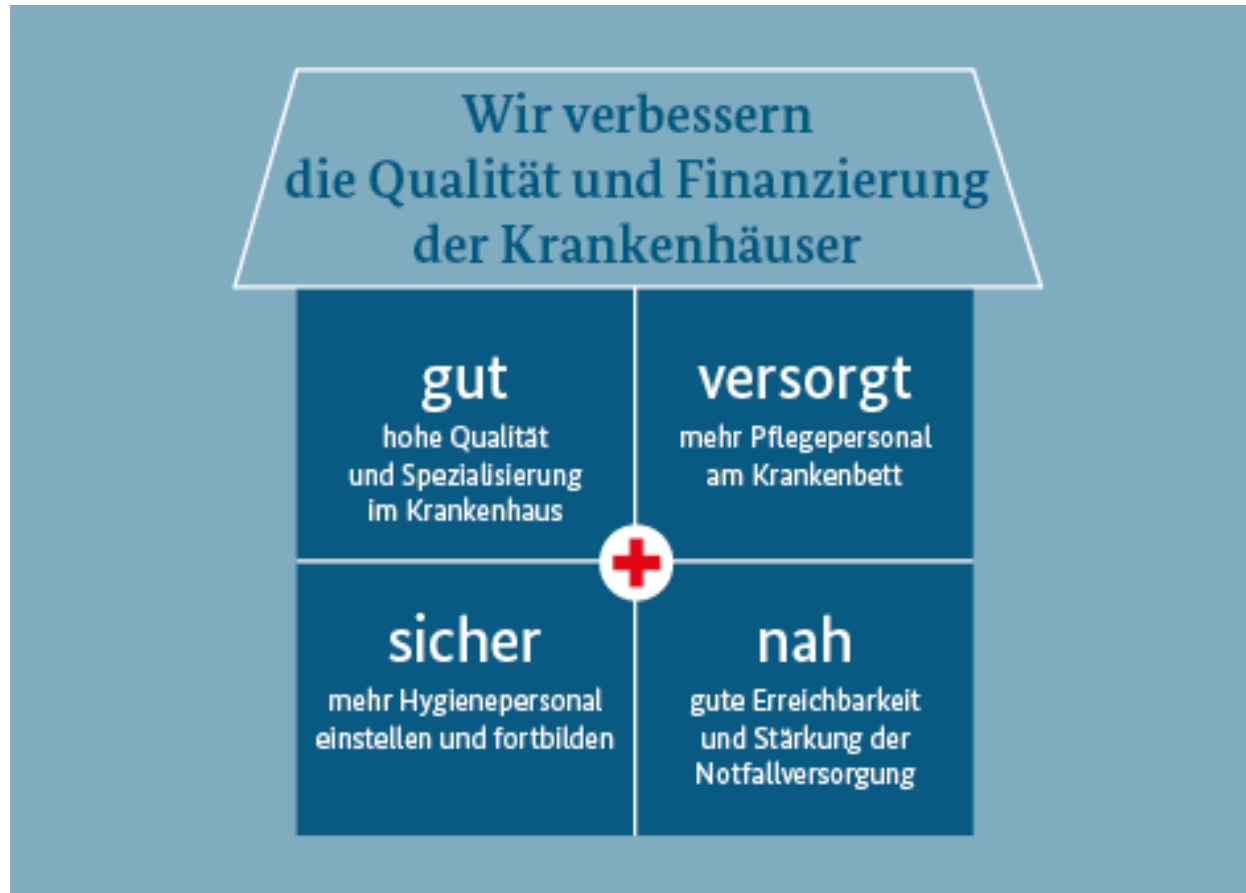 Wir verbessern
die Qualität und Finanzierung
der Krankenhäuser
gut
hohe Qualität
und Spezialisierung
im Krankenhaus
versorgt
mehr Pflegepersonal
am Krankenbett
sicher
mehr Hygienepersonal
einstellen und fortbilden
nah
gute Erreichbarkeit
und Stärkung der
Notfallversorgung